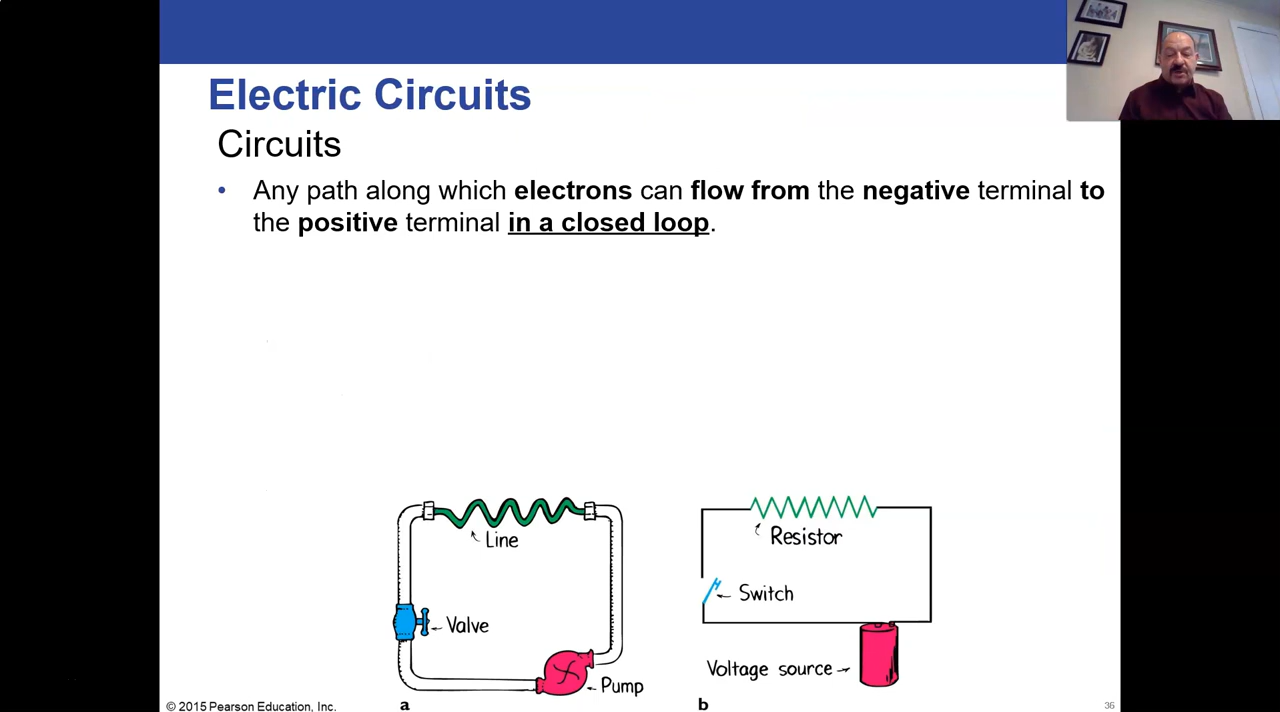 Electric Circuits
Circuits
• Any path along which electrons can flow from the negative terminal to
the positive terminal in a closed loop.
Line
Valve
Pump
Resistor
Switch
Voltage source
© 2015 Pearson Education, Inc.
a
b
36